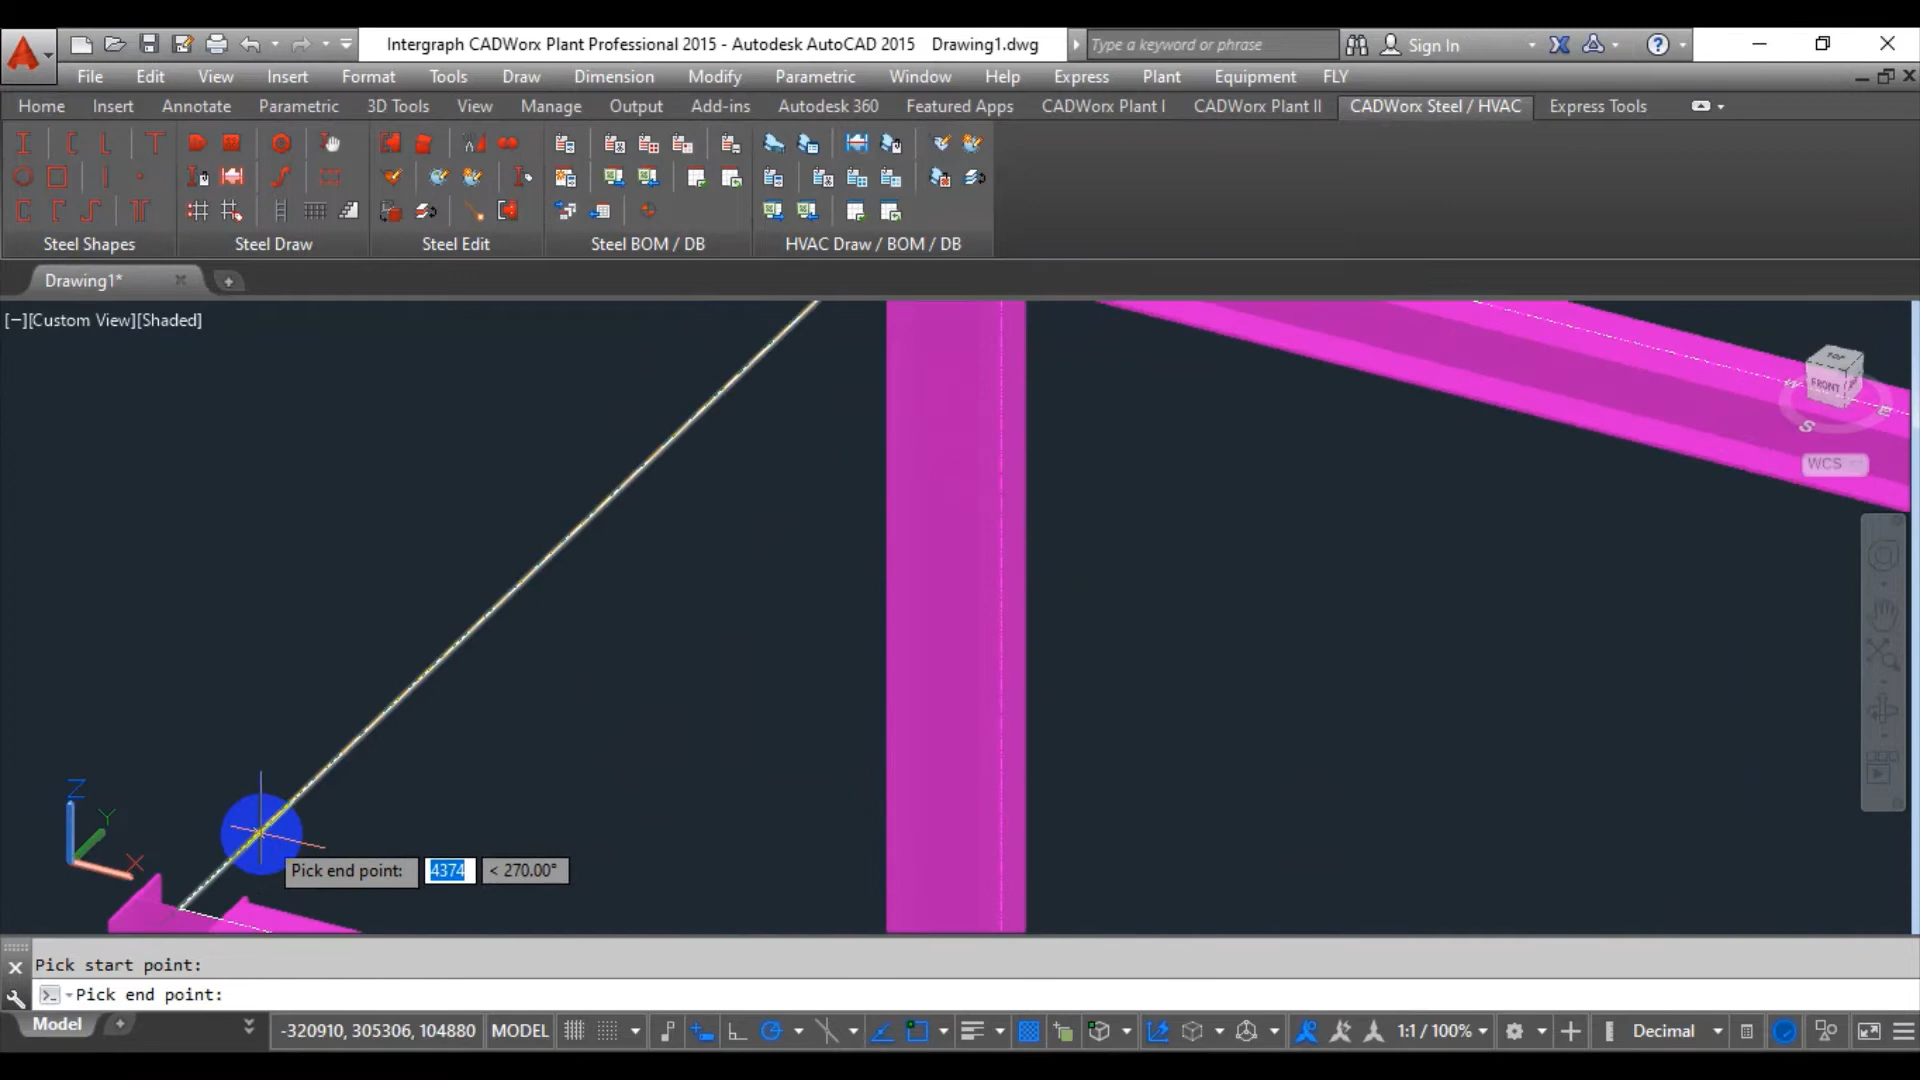 Intergraph CADWorx Plant Professional 2015 - Autodesk AutoCAD 2015 Drawing1.dwg
Type a keyword or phrase
Sign In
File Edit View Insert Format Tools Draw Dimension Modify Parametric Window Help Express Plant Equipment FLY
Home Insert Annotate Parametric 3D Tools View Manage Output Add-ins Autodesk 360 Featured Apps CADWorx Plant I CADWorx Plant II CADWorx Steel / HVAC Express Tools
Steel Shapes Steel Draw Steel Edit Steel BOM / DB HVAC Draw / BOM / DB
Drawing1*
[−][Custom View][Shaded]
TOP
FRONT
W
E
S
WCS
Z
Y
X
Pick end point: 4374 < 270.00°
Pick start point:
Pick end point:
Model
-320910, 305306, 104880 MODEL 1:1 / 100% Decimal